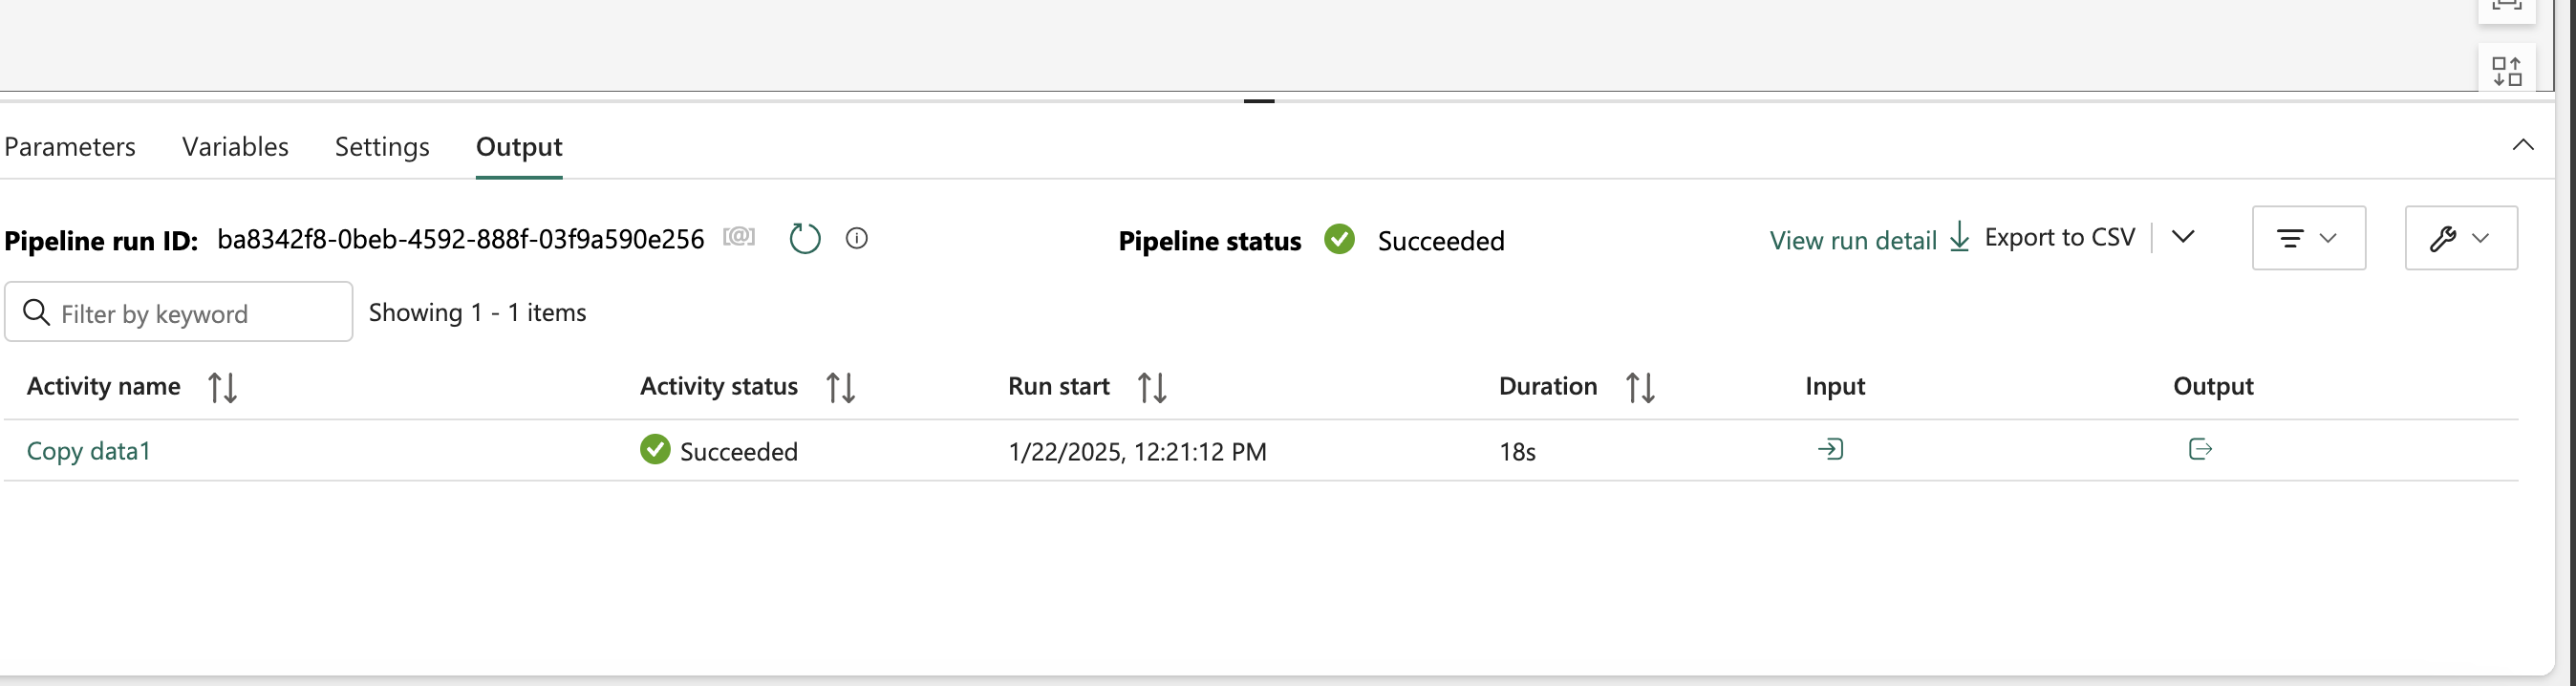 Parameters Variables Settings Output
Pipeline run ID: ba8342f8-0beb-4592-888f-03f9a590e256 [@] Pipeline status Succeeded View run detail Export to CSV
Filter by keyword Showing 1 - 1 items
Activity name Activity status Run start Duration Input Output
Copy data1 Succeeded 1/22/2025, 12:21:12 PM 18s